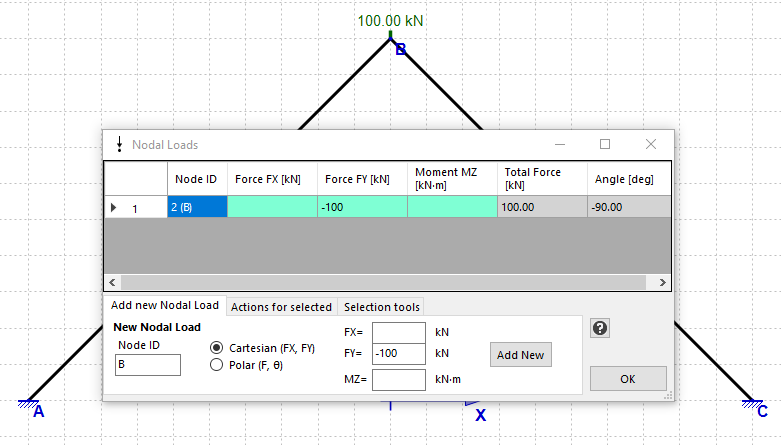 100.00 kN
B
Nodal Loads
Node ID Force FX [kN] Force FY [kN] Moment MZ [kN·m] Total Force [kN] Angle [deg]
1 2 (B) -100 100.00 -90.00
Add new Nodal Load Actions for selected Selection tools
New Nodal Load
Node ID
B
Cartesian (FX, FY)
Polar (F, θ)
FX= kN
FY= -100 kN
MZ= kN·m
Add New
?
OK
A
X
C